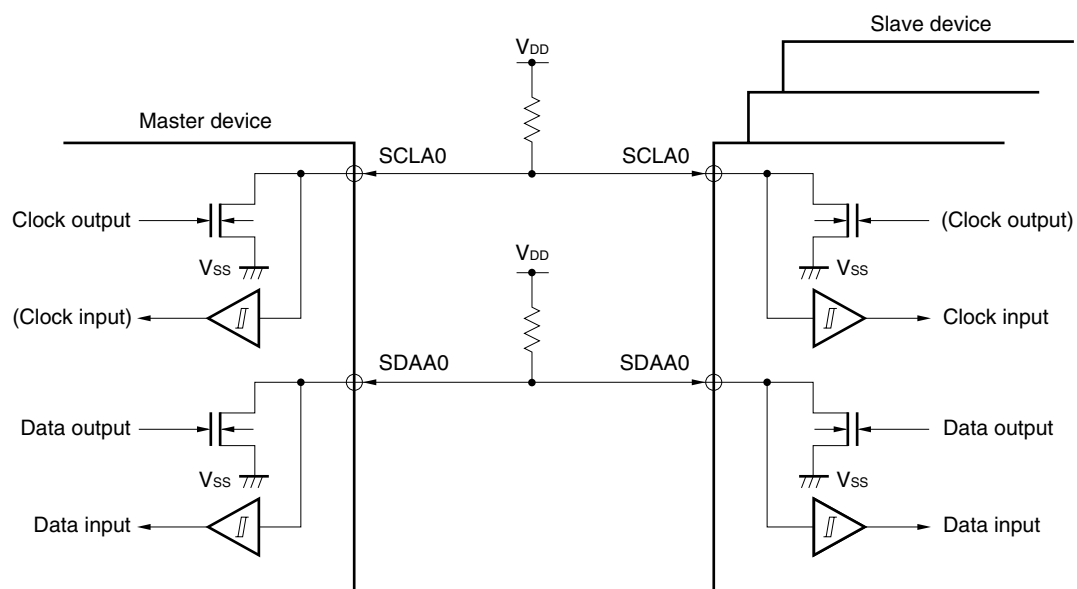 Slave device
VDD
Master device
SCLA0 SCLA0
Clock output (Clock output)
VSS VSS
VDD
(Clock input) Clock input
SDAA0 SDAA0
Data output Data output
VSS VSS
Data input Data input